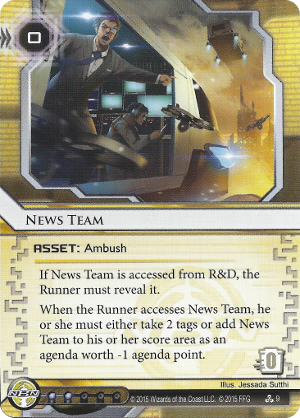 0
NEWS TEAM
ASSET: Ambush
If News Team is accessed from R&D, the
Runner must reveal it.
When the Runner accesses News Team, he
or she must either take 2 tags or add News
Team to his or her score area as an
agenda worth -1 agenda point.
0
Illus. Jessada Sutthi
NBN
© 2015 Wizards of the Coast LLC. © 2015 FFG
9